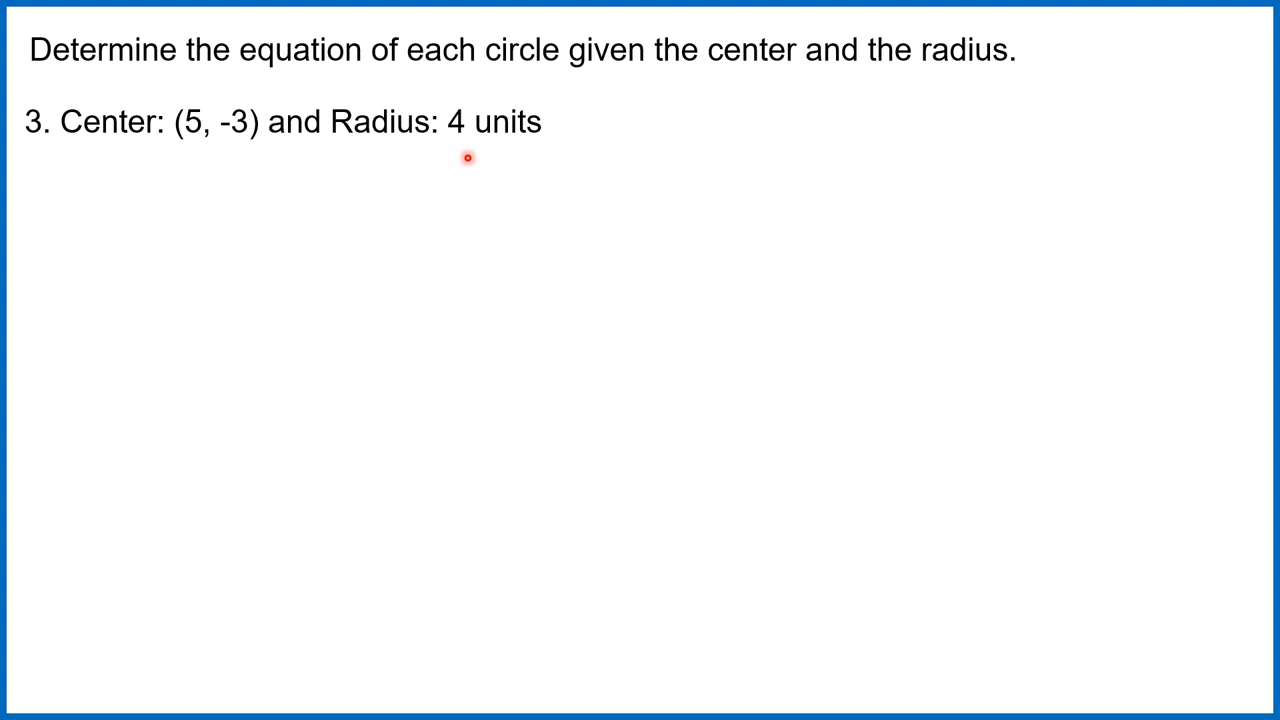 Determine the equation of each circle given the center and the radius.
3. Center: (5, -3) and Radius: 4 units